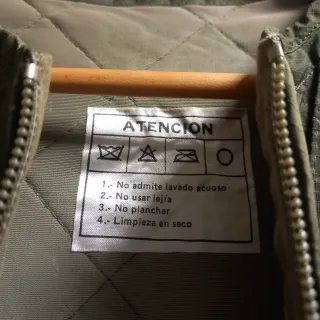 ATENCION
1.- No admite lavado acuoso
2.- No usar lejía
3.- No planchar
4.- Limpieza en seco